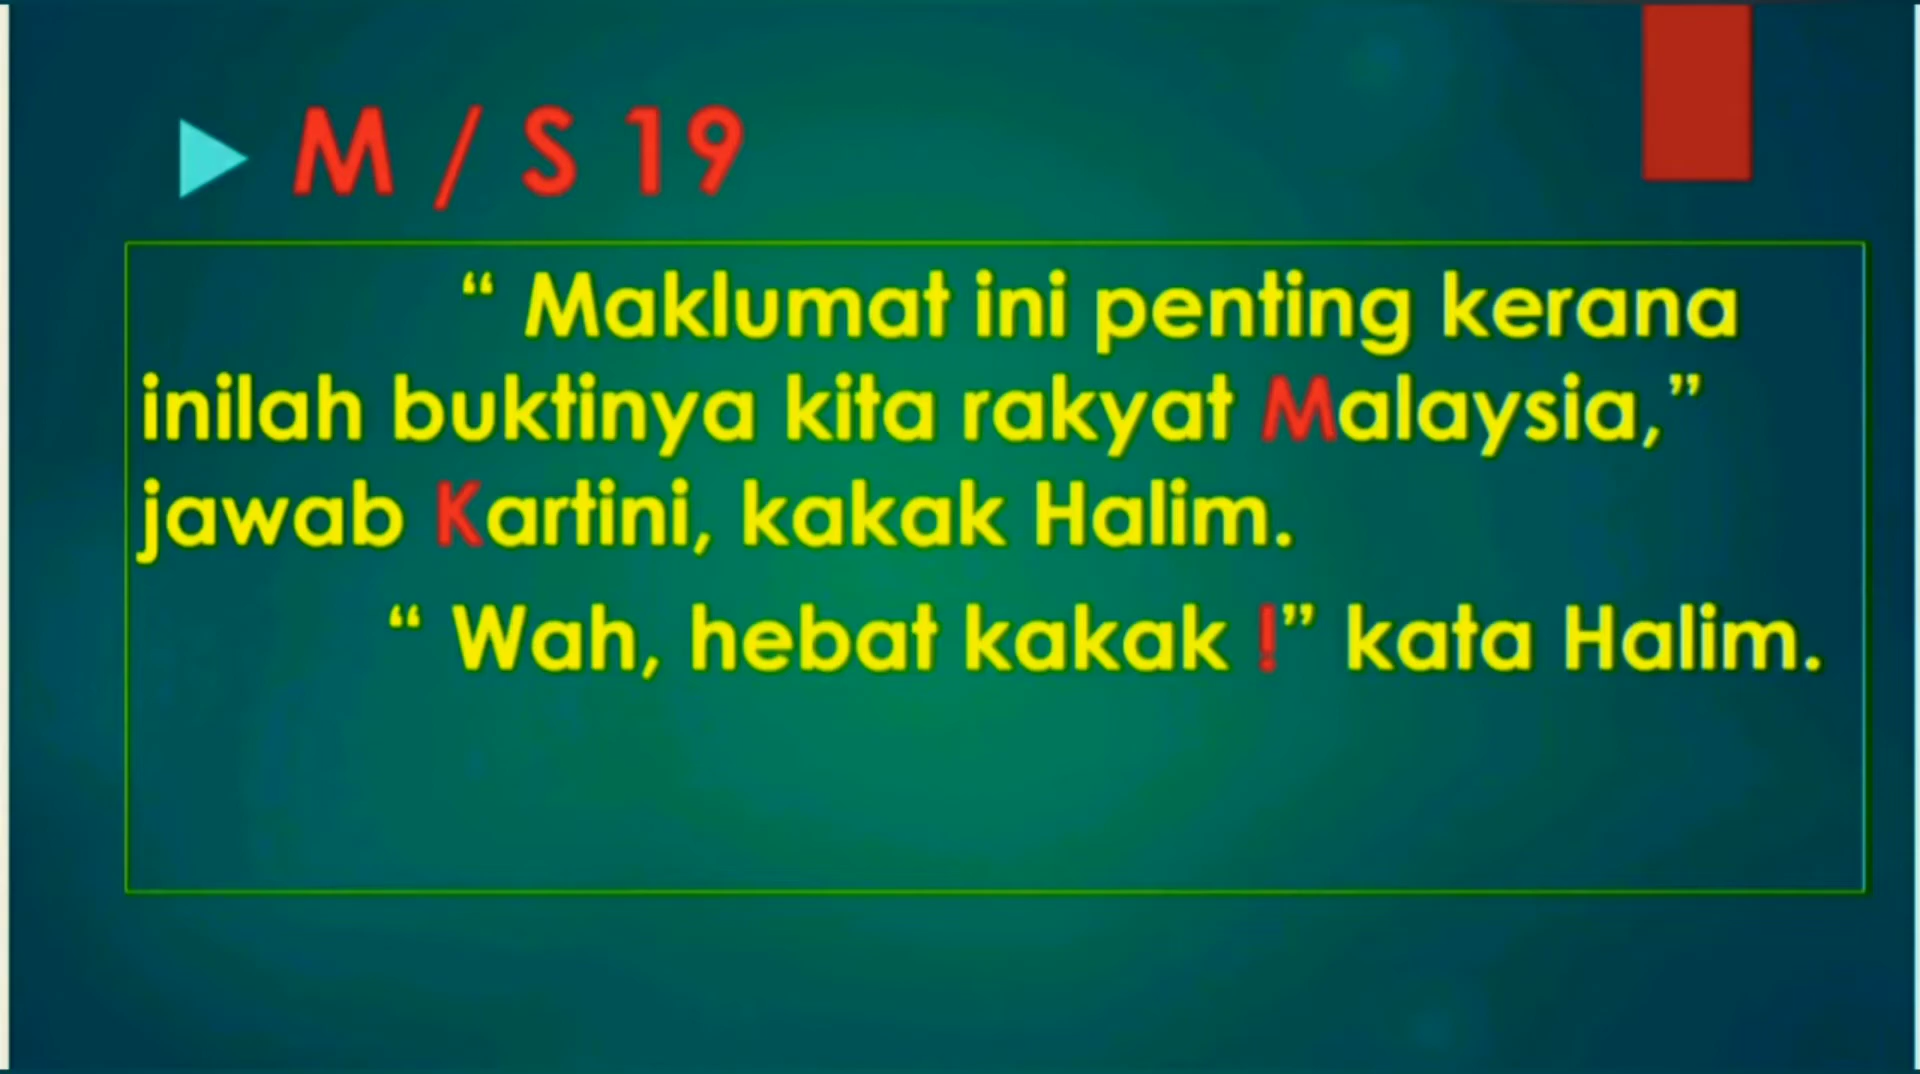 M / S 19
“ Maklumat ini penting kerana
inilah buktinya kita rakyat Malaysia,”
jawab Kartini, kakak Halim.
“ Wah, hebat kakak !” kata Halim.